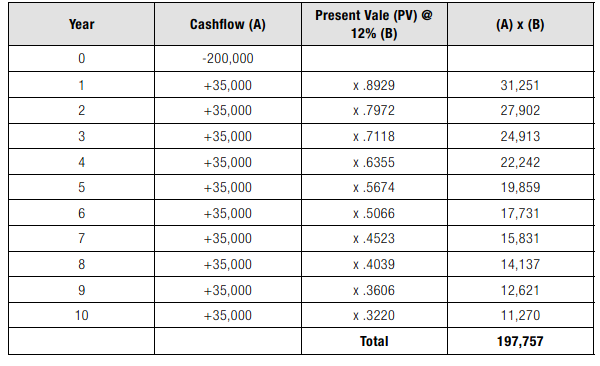 Year Cashflow (A) Present Vale (PV) @ 12% (B) (A) x (B)
0 -200,000
1 +35,000 x .8929 31,251
2 +35,000 x .7972 27,902
3 +35,000 x .7118 24,913
4 +35,000 x .6355 22,242
5 +35,000 x .5674 19,859
6 +35,000 x .5066 17,731
7 +35,000 x .4523 15,831
8 +35,000 x .4039 14,137
9 +35,000 x .3606 12,621
10 +35,000 x .3220 11,270
Total 197,757